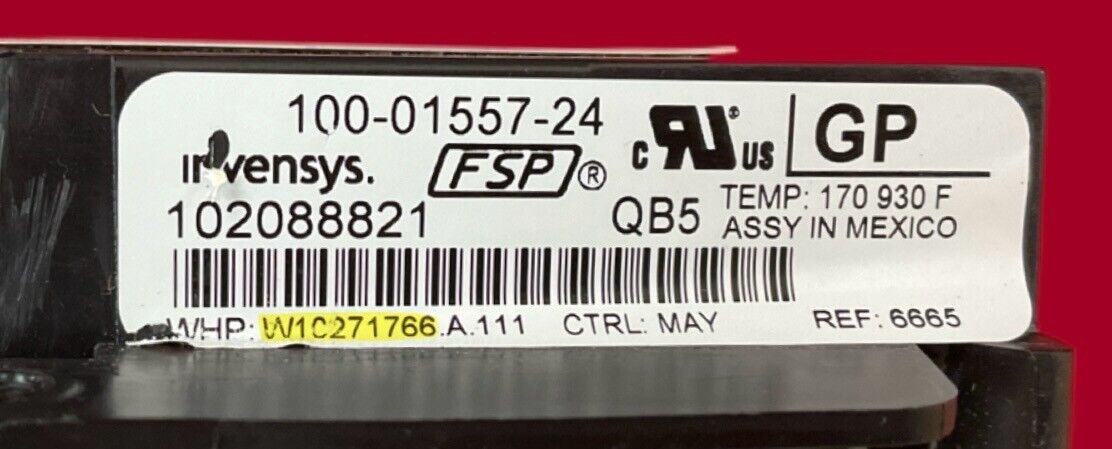 100-01557-24
invensys. FSP®
C RU® US
GP
102088821
QB5
TEMP: 170 930 F
ASSY IN MEXICO
WHP: W10271766.A.111 CTRL: MAY REF: 6665